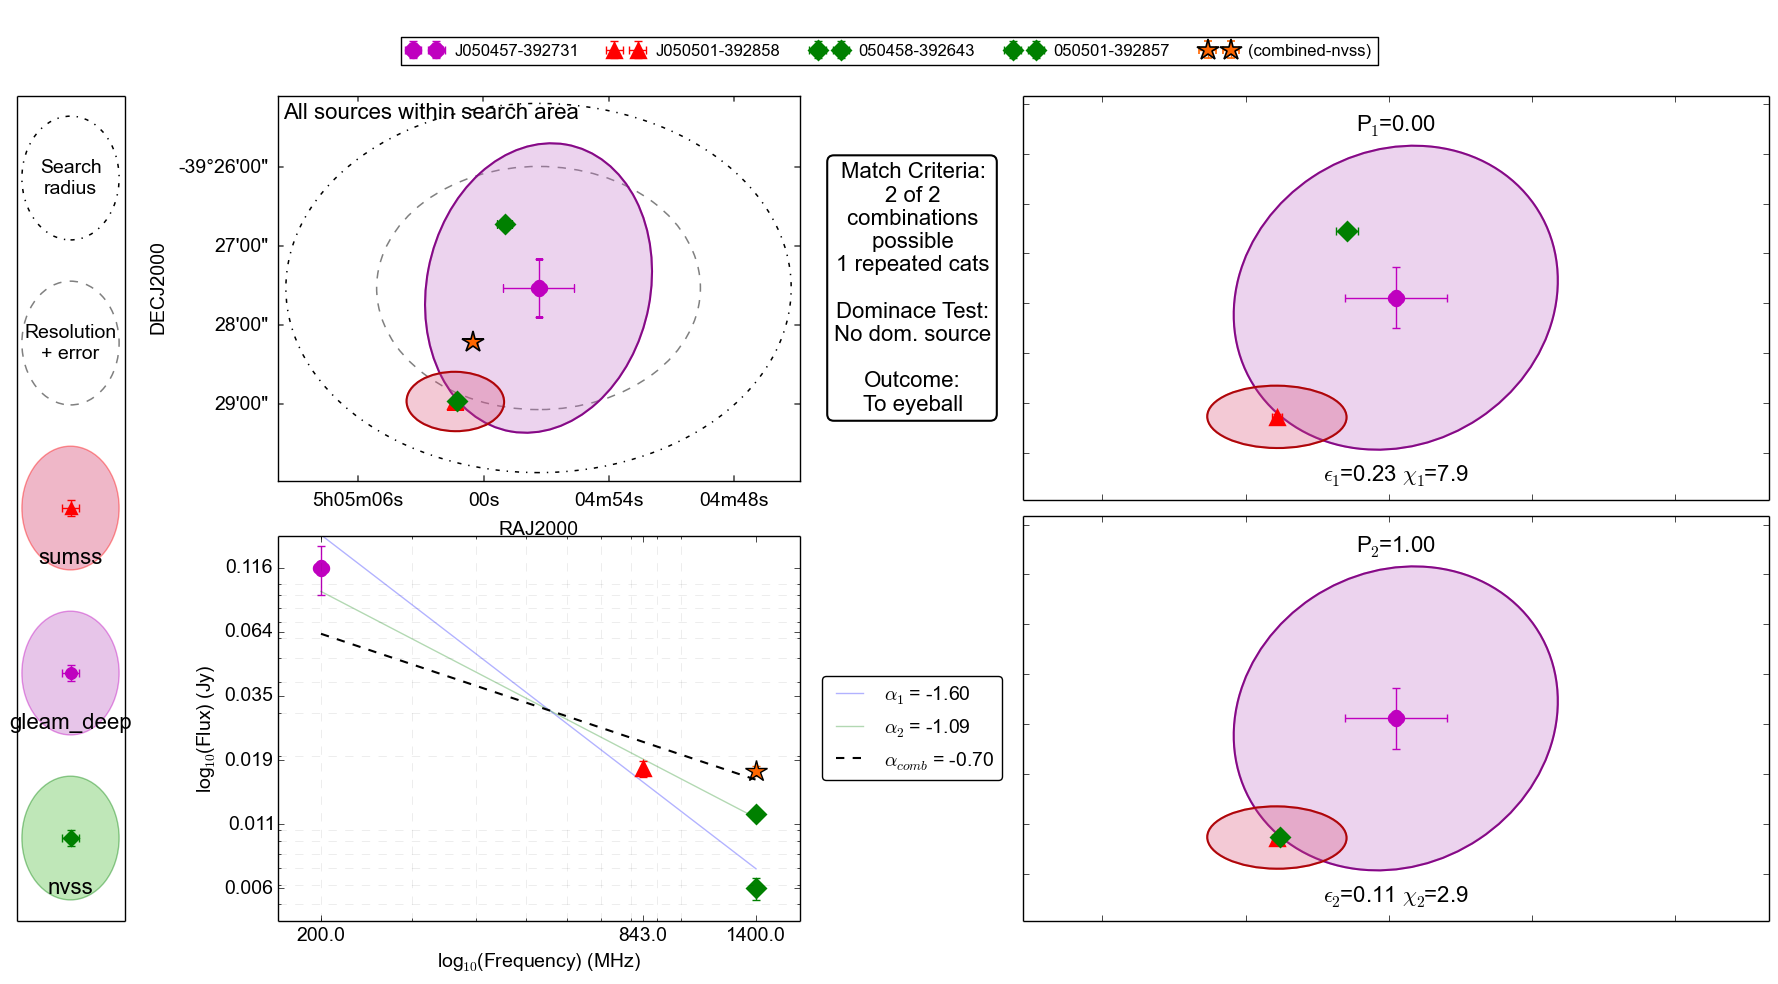 J050457-392731 J050501-392858 050458-392643 050501-392857 (combined-nvss)
Search
radius
Resolution
+ error
sumss
gleam_deep
nvss
All sources within search area
DECJ2000
-39°26'00"
27'00"
28'00"
29'00"
5h05m06s 00s 04m54s 04m48s
RAJ2000
Match Criteria:
2 of 2
combinations
possible
1 repeated cats
Dominace Test:
No dom. source
Outcome:
To eyeball
P₁=0.00
ϵ₁=0.23 χ₁=7.9
log₁₀(Flux) (Jy)
0.116
0.064
0.035
0.019
0.011
0.006
200.0 843.0 1400.0
log₁₀(Frequency) (MHz)
α₁ = -1.60
α₂ = -1.09
α_comb = -0.70
P₂=1.00
ϵ₂=0.11 χ₂=2.9